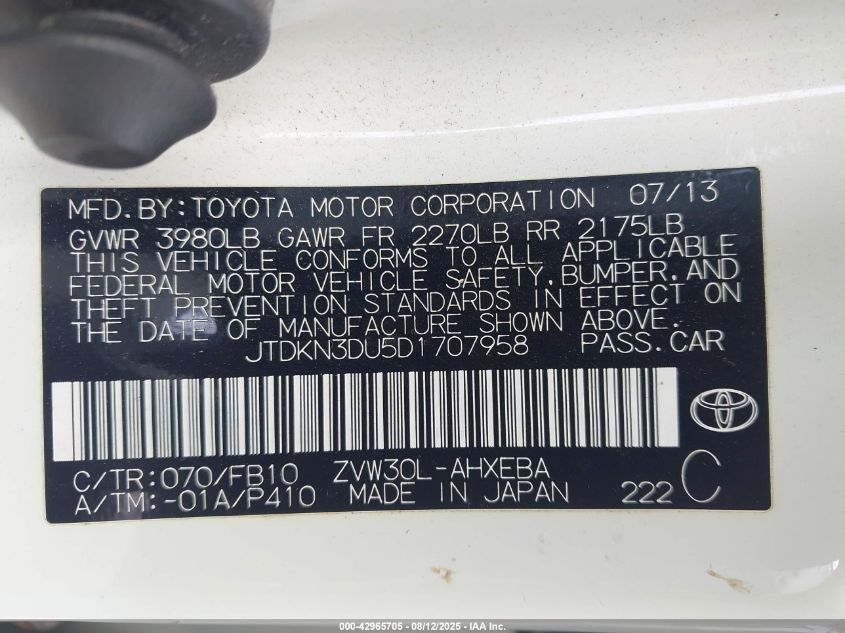 MFD.BY:TOYOTA MOTOR CORPORATION 07/13
GVWR 3980LB GAWR FR 2270LB RR 2175LB
THIS VEHICLE CONFORMS TO ALL APPLICABLE
FEDERAL MOTOR VEHICLE SAFETY,BUMPER,AND
THEFT PREVENTION STANDARDS IN EFFECT ON
THE DATE OF MANUFACTURE SHOWN ABOVE.
JTDKN3DU5D1707958 PASS.CAR
C/TR:070/FB10 ZVW30L-AHXEBA
A/TM:-01A/P410 MADE IN JAPAN 222 C
000-42965705 - 08/12/2025 - IAA Inc.